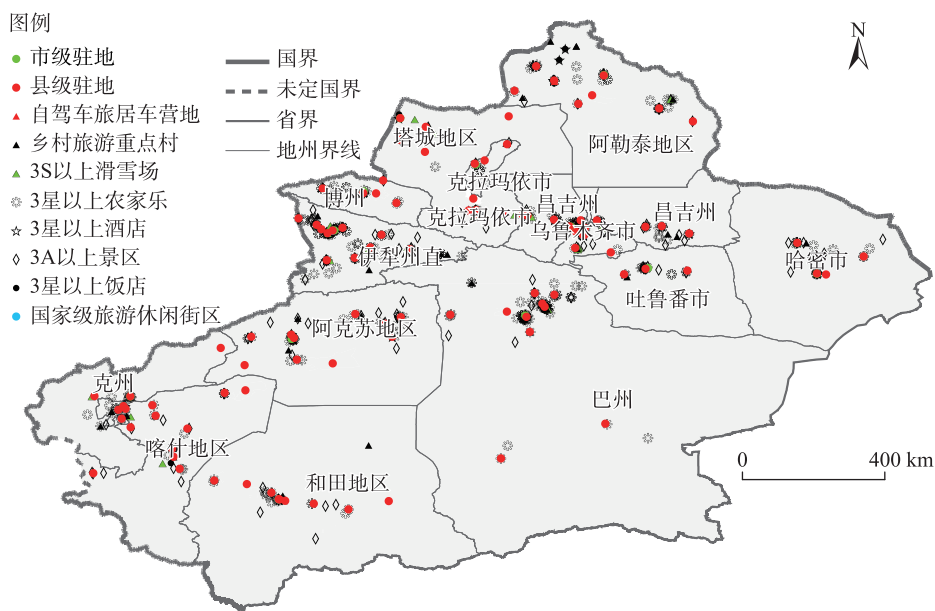 图例
市级驻地
县级驻地
自驾车旅居车营地
乡村旅游重点村
3S以上滑雪场
3星以上农家乐
3星以上酒店
3A以上景区
3星以上饭店
国家级旅游休闲街区
国界
未定国界
省界
地州界线
N
阿勒泰地区
塔城地区
克拉玛依市
博州
克拉玛依市
昌吉州
昌吉州
乌鲁木齐市
伊犁州直
哈密市
吐鲁番市
阿克苏地区
克州
巴州
喀什地区
和田地区
0 400 km